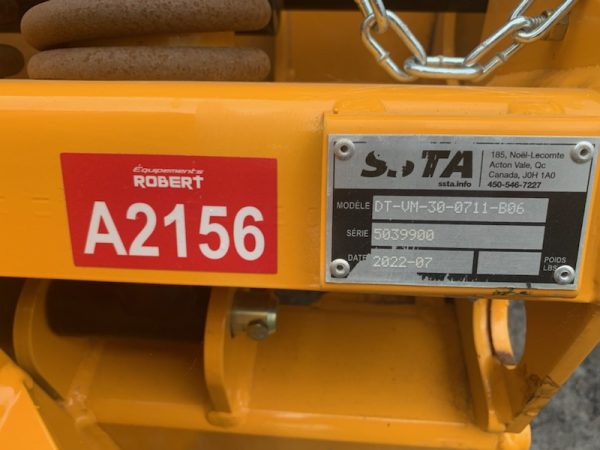 Équipements
ROBERT
A2156
SSTA
ssta.info
185, Noël-Lecomte
Acton Vale, Qc
Canada, J0H 1A0
450-546-7227
MODÈLE DT-VM-30-0711-B06
SÉRIE 5039900
DATE 2022-07
POIDS
LBS